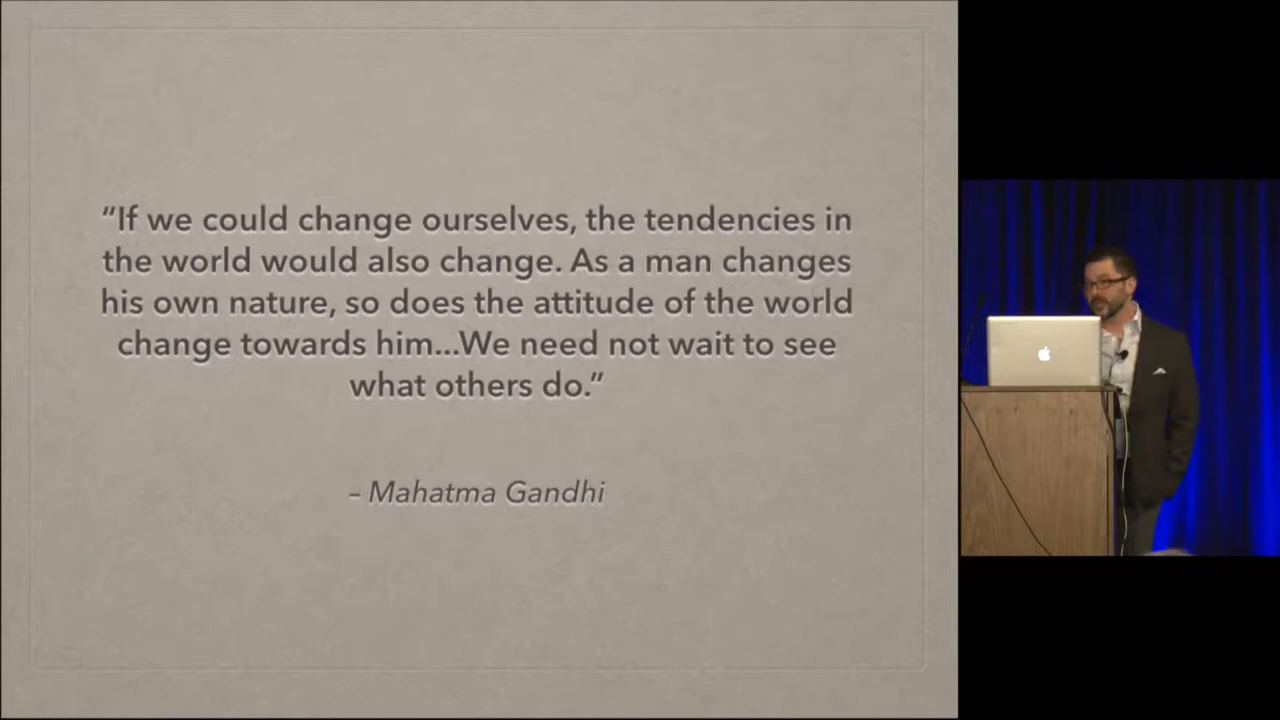 “If we could change ourselves, the tendencies in
the world would also change. As a man changes
his own nature, so does the attitude of the world
change towards him...We need not wait to see
what others do.”
– Mahatma Gandhi